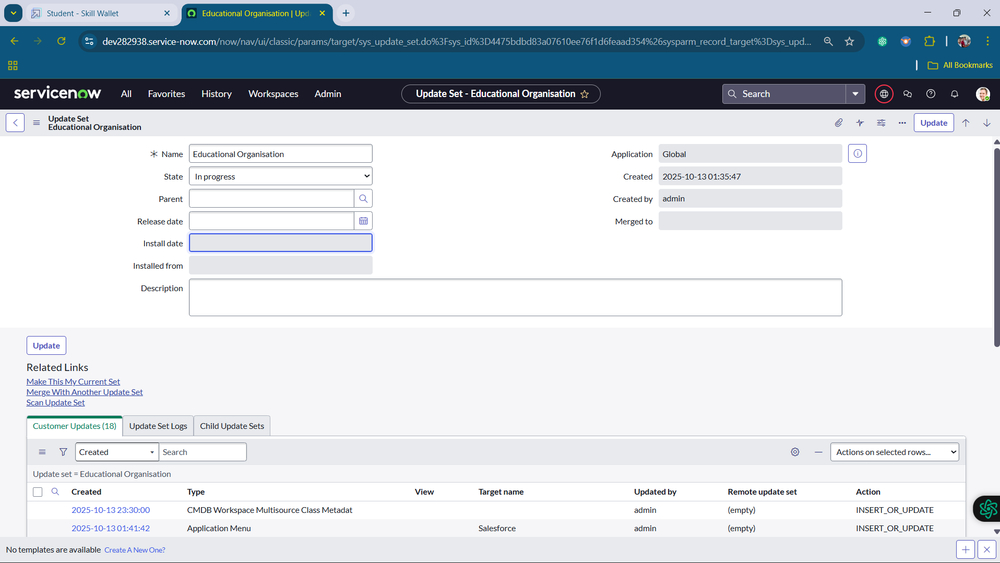 Student - Skill Wallet
Educational Organisation | Upd
dev282938.service-now.com/now/nav/ui/classic/params/target/sys_update_set.do%3Fsys_id%3D4475bdbd83a07610ee76f1d6feaad354%26sysparm_record_target%3Dsys_upd...
All Bookmarks
servicenow
All
Favorites
History
Workspaces
Admin
Update Set - Educational Organisation
Search
Update Set
Educational Organisation
Update
Name
Educational Organisation
Application
Global
State
In progress
Created
2025-10-13 01:35:47
Parent
Created by
admin
Release date
Merged to
Install date
Installed from
Description
Update
Related Links
Make This My Current Set
Merge With Another Update Set
Scan Update Set
Customer Updates (18)
Update Set Logs
Child Update Sets
Created
Search
Actions on selected rows...
Update set = Educational Organisation
Created Type View Target name Updated by Remote update set Action
2025-10-13 23:30:00 CMDB Workspace Multisource Class Metadat admin (empty) INSERT_OR_UPDATE
2025-10-13 01:41:42 Application Menu Salesforce admin (empty) INSERT_OR_UPDATE
No templates are available Create A New One?